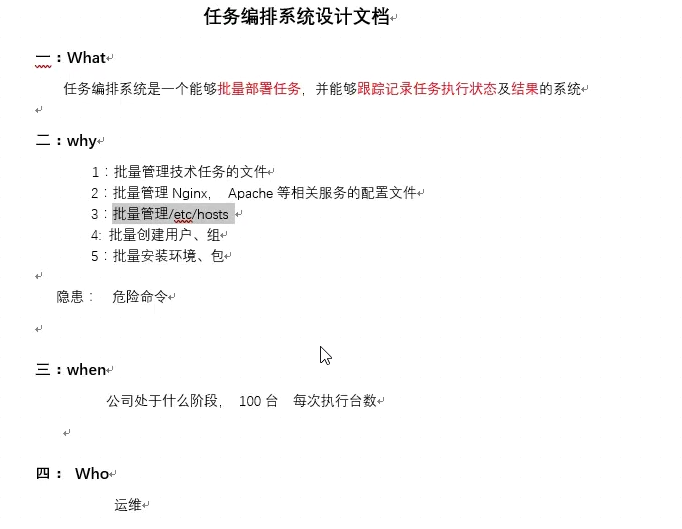 任务编排系统设计文档
一：What
任务编排系统是一个能够批量部署任务，并能够跟踪记录任务执行状态及结果的系统
二：why
1：批量管理技术任务的文件
2：批量管理 Nginx， Apache 等相关服务的配置文件
3：批量管理/etc/hosts
4: 批量创建用户、组
5：批量安装环境、包
隐患： 危险命令
三：when
公司处于什么阶段， 100 台 每次执行台数
四： Who
运维